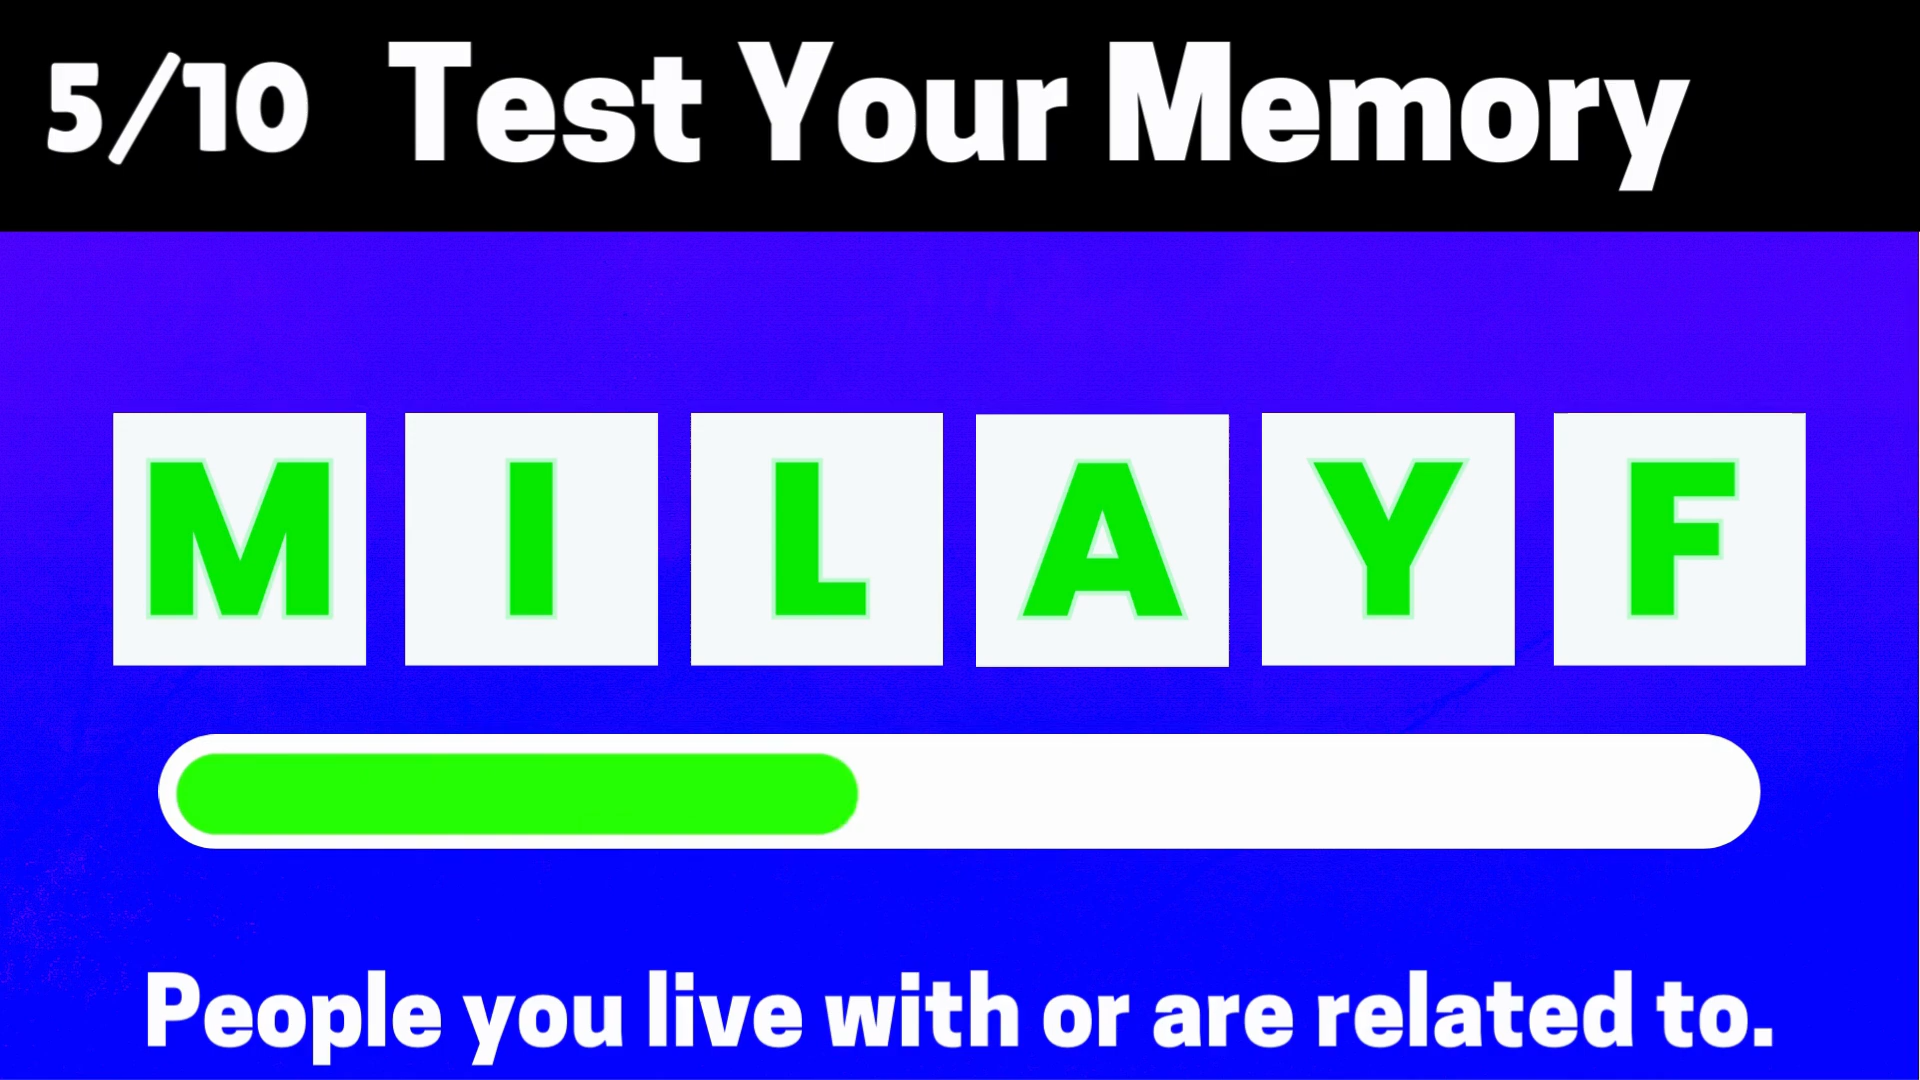 5/10 Test Your Memory
M I L A Y F
People you live with or are related to.